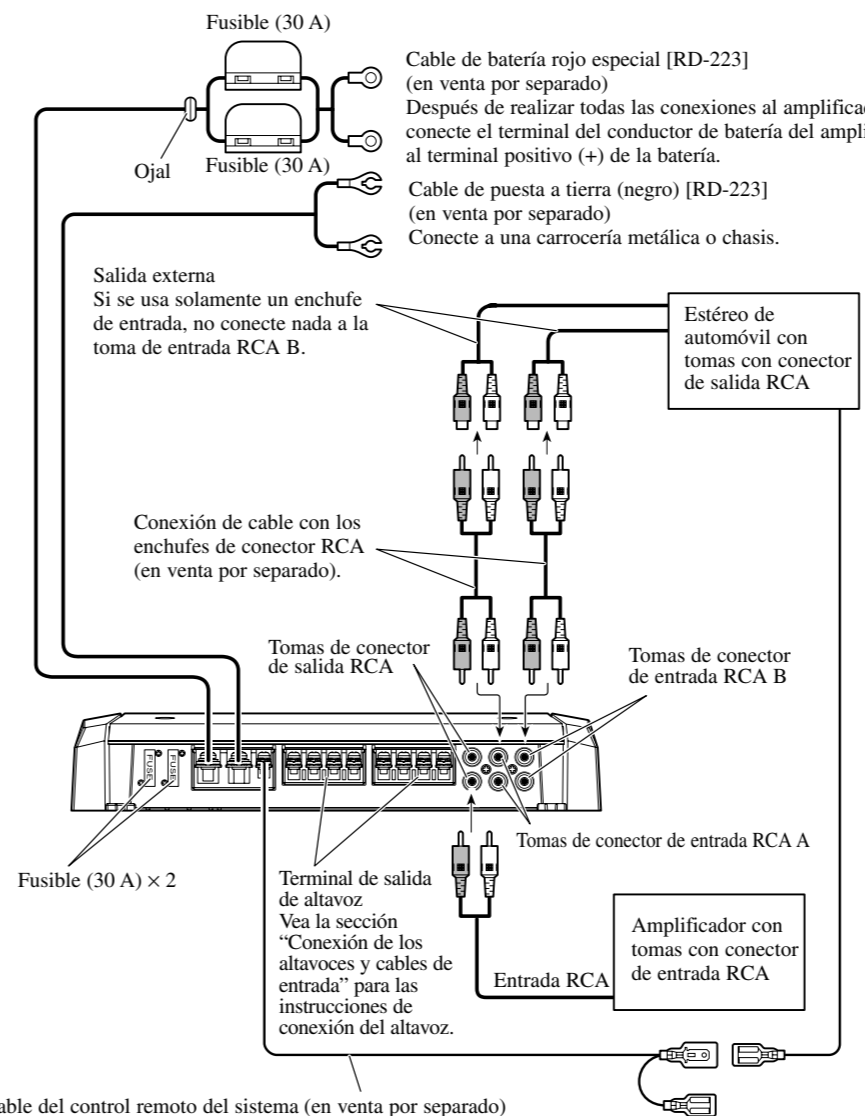 Fusible (30 A)
Cable de batería rojo especial [RD-223]
(en venta por separado)
Después de realizar todas las conexiones al
conecte el terminal del conductor de batería del
al terminal positivo (+) de la batería.
Ojal
Fusible (30 A)
Cable de puesta a tierra (negro) [RD-223]
(en venta por separado)
Conecte a una carrocería metálica o chasis.
Salida externa
Si se usa solamente un enchufe
de entrada, no conecte nada a la
toma de entrada RCA B.
Estéreo de
automóvil con
tomas con conector
de salida RCA
Conexión de cable con los
enchufes de conector RCA
(en venta por separado).
Tomas de conector
de salida RCA
Tomas de conector
de entrada RCA B
FUSE
FUSE
Tomas de conector de entrada RCA A
Fusible (30 A) × 2
Terminal de salida
de altavoz
Vea la sección
“Conexión de los
altavoces y cables de
entrada” para las
instrucciones de
conexión del altavoz.
Amplificador con
tomas con conector
de entrada RCA
Entrada RCA
del control remoto del sistema (en venta por separado)